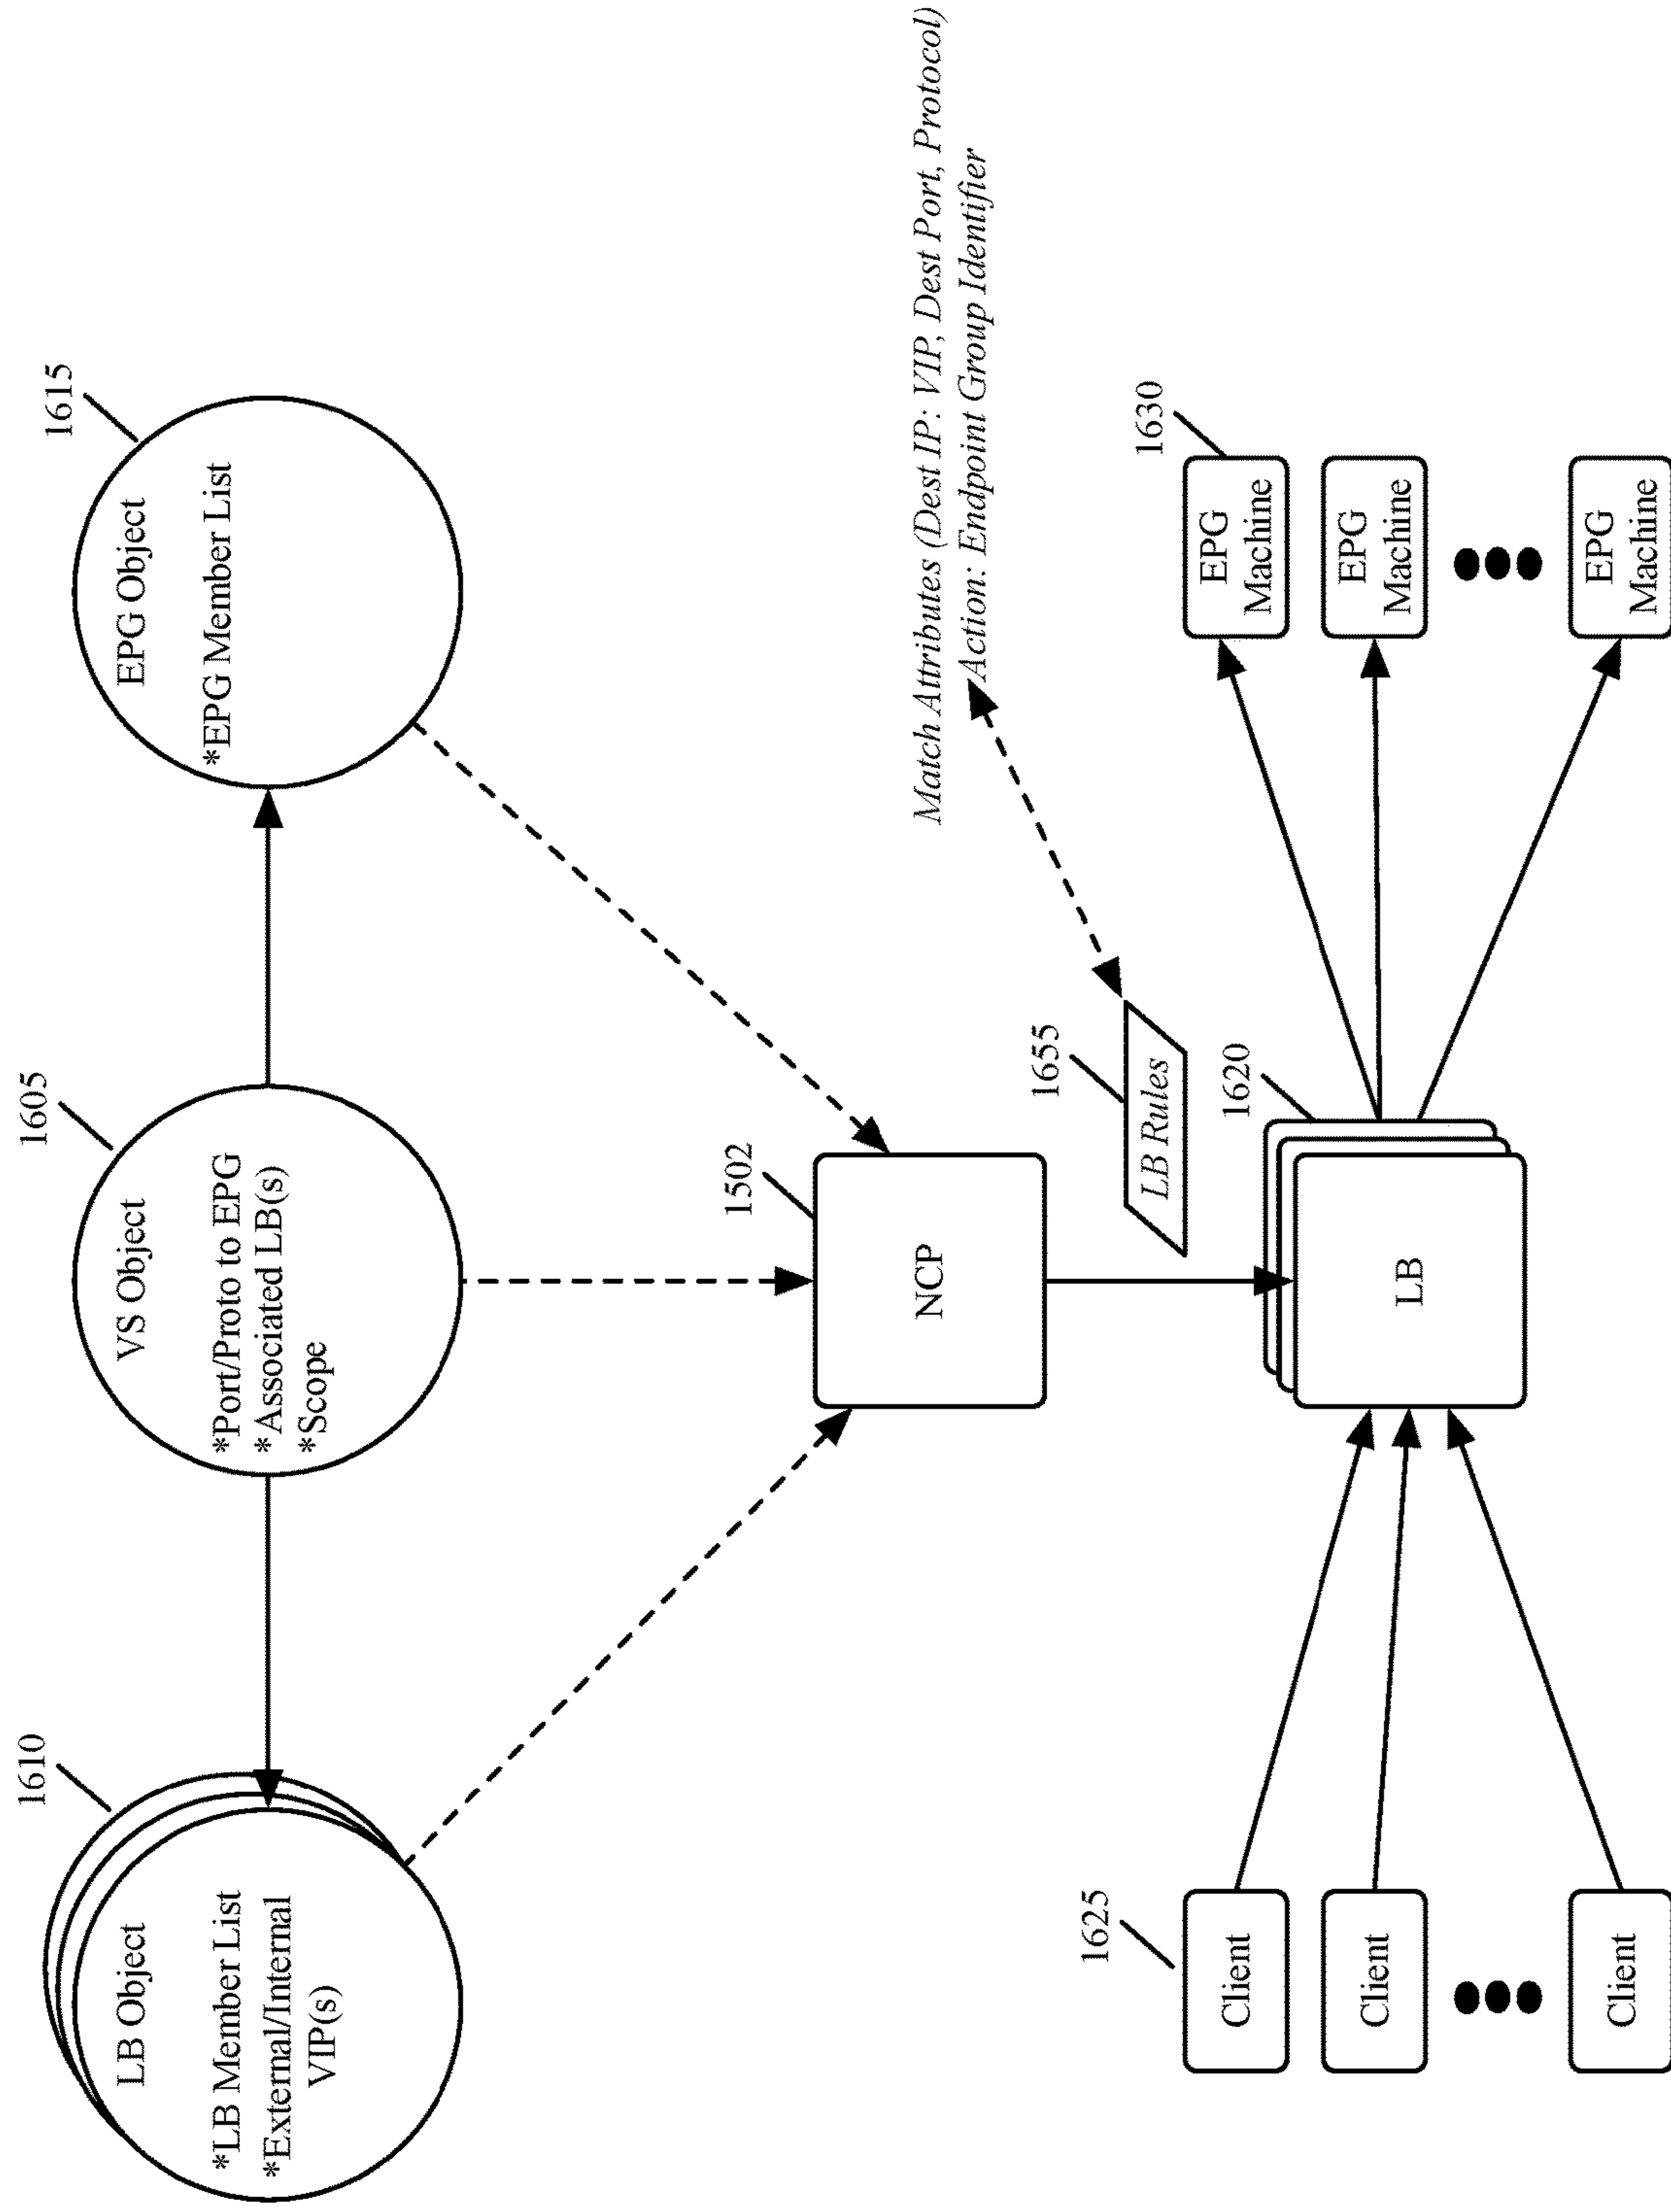 1610
1605
1615
LB Object
*LB Member List
*External/Internal
VIP(s)
VS Object
*Port/Proto to EPG
*Associated LB(s)
*Scope
EPG Object
*EPG Member List
1502
NCP
Match Attributes (Dest IP: VIP, Dest Port, Protocol)
Action: Endpoint Group Identifier
1655
LB Rules
1625
1620
1630
Client
Client
Client
LB
EPG
Machine
EPG
Machine
EPG
Machine